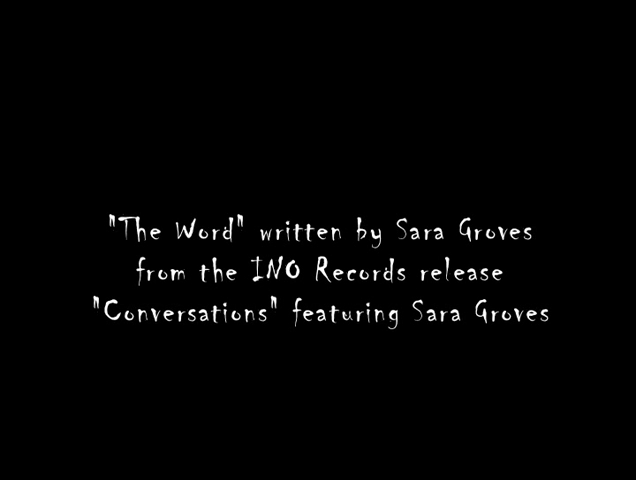 "The Word" written by Sara Groves
from the INO Records release
"Conversations" featuring Sara Groves